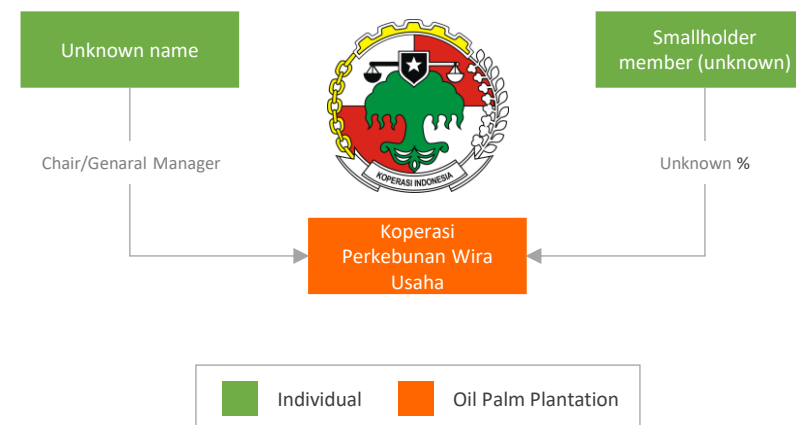 Unknown name
Smallholder
member (unknown)
KOPERASI INDONESIA
Chair/Genaral Manager
Unknown %
Koperasi
Perkebunan Wira
Usaha
Individual
Oil Palm Plantation